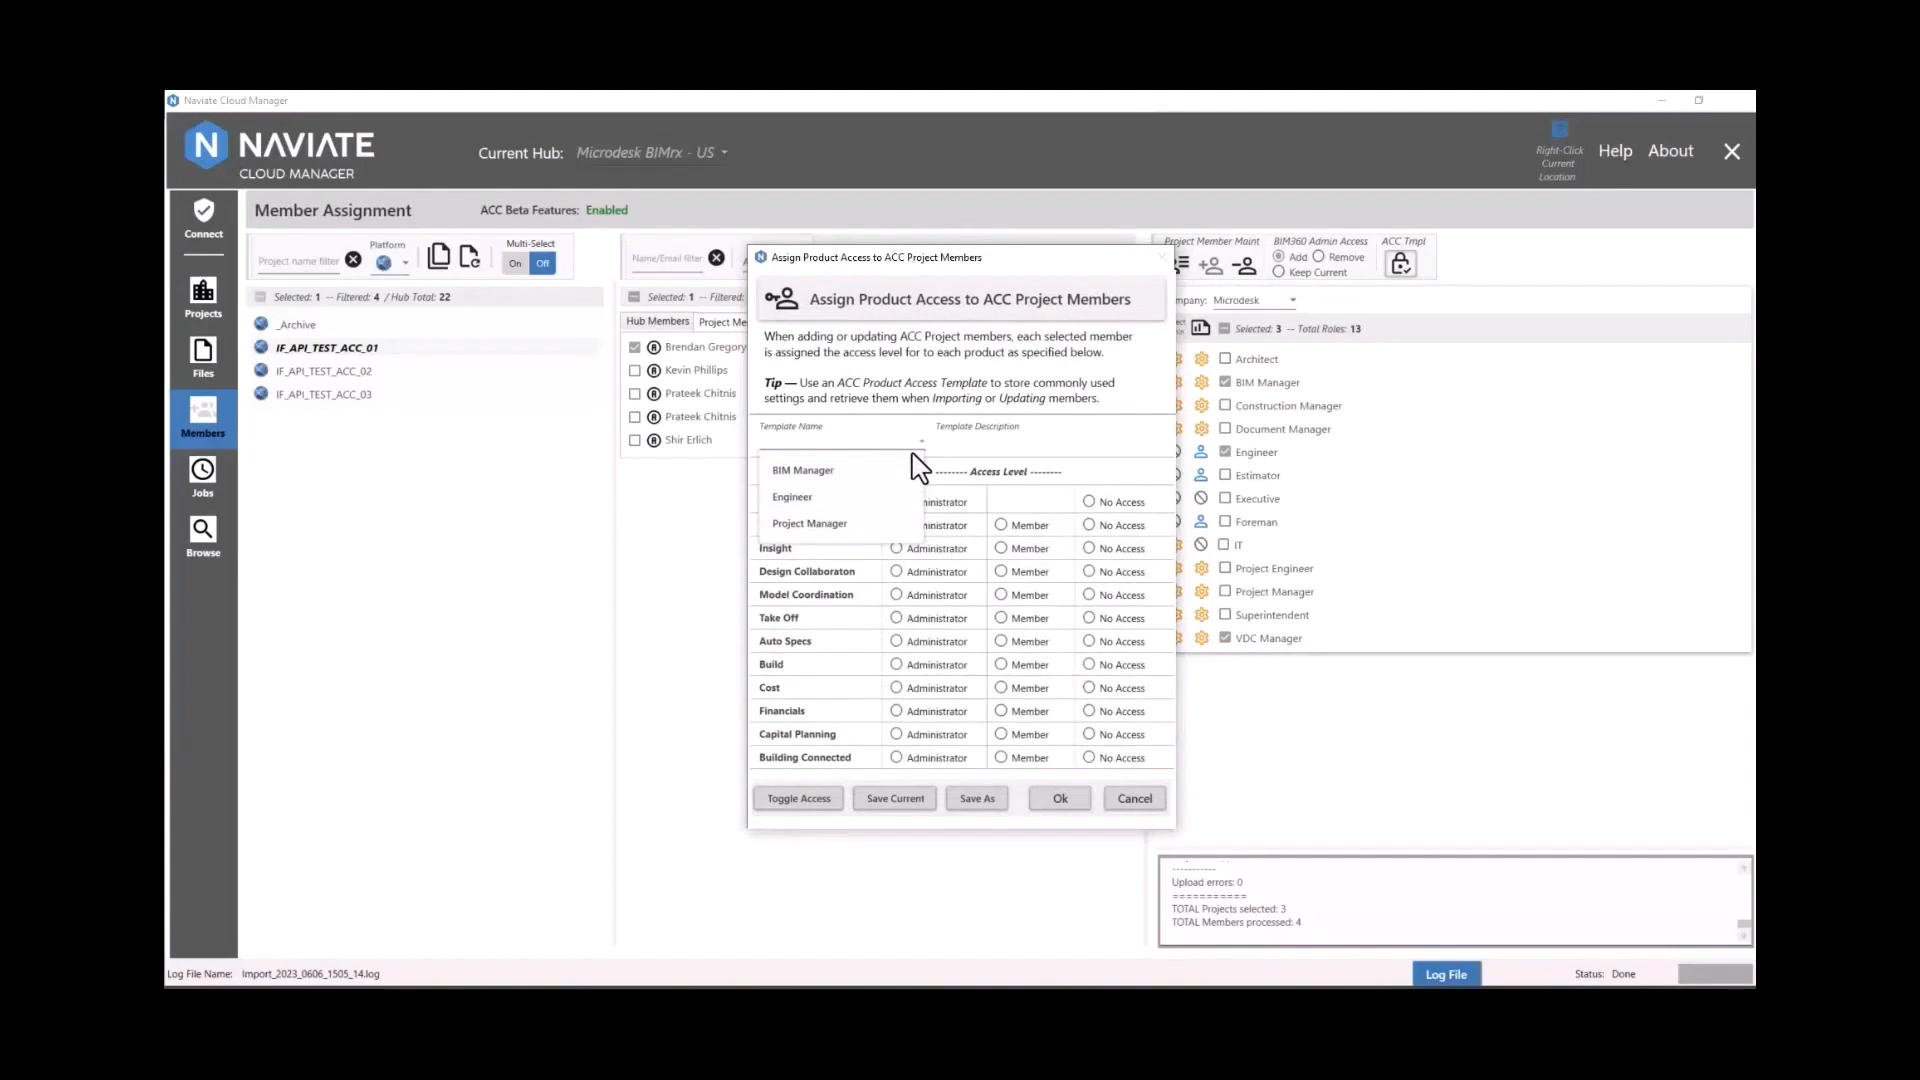 Naviate Cloud Manager
NAVIATE
CLOUD MANAGER
Current Hub: Microdesk BIMrx - US
Right-Click
Current
Location
Help
About
Connect
Projects
Files
Members
Jobs
Browse
Member Assignment
ACC Beta Features: Enabled
Project name filter
Platform
Multi-Select
On
Off
Selected: 1 -- Filtered: 4 / Hub Total: 22
_Archive
IF_API_TEST_ACC_01
IF_API_TEST_ACC_02
IF_API_TEST_ACC_03
Name/Email filter
Selected: 1 -- Filtered:
Hub Members
Project Me
Brendan Gregory
Kevin Phillips
Prateek Chitnis
Prateek Chitnis
Shir Erlich
Assign Product Access to ACC Project Members
Assign Product Access to ACC Project Members
When adding or updating ACC Project members, each selected member
is assigned the access level for to each product as specified below.
Tip — Use an ACC Product Access Template to store commonly used
settings and retrieve them when Importing or Updating members.
Template Name
Template Description
BIM Manager
Engineer
Project Manager
-------- Access Level --------
ministrator No Access
ministrator Member No Access
Insight Administrator Member No Access
Design Collaboraton Administrator Member No Access
Model Coordination Administrator Member No Access
Take Off Administrator Member No Access
Auto Specs Administrator Member No Access
Build Administrator Member No Access
Cost Administrator Member No Access
Financials Administrator Member No Access
Capital Planning Administrator Member No Access
Building Connected Administrator Member No Access
Toggle Access
Save Current
Save As
Ok
Cancel
Project Member Maint
BIM360 Admin Access
Add
Remove
Keep Current
ACC Tmpl
mpany: Microdesk
Selected: 3 -- Total Roles: 13
Architect
BIM Manager
Construction Manager
Document Manager
Engineer
Estimator
Executive
Foreman
IT
Project Engineer
Project Manager
Superintendent
VDC Manager
-----------
Upload errors: 0
===========
TOTAL Projects selected: 3
TOTAL Members processed: 4
Log File Name: Import_2023_0606_1505_14.log
Log File
Status: Done